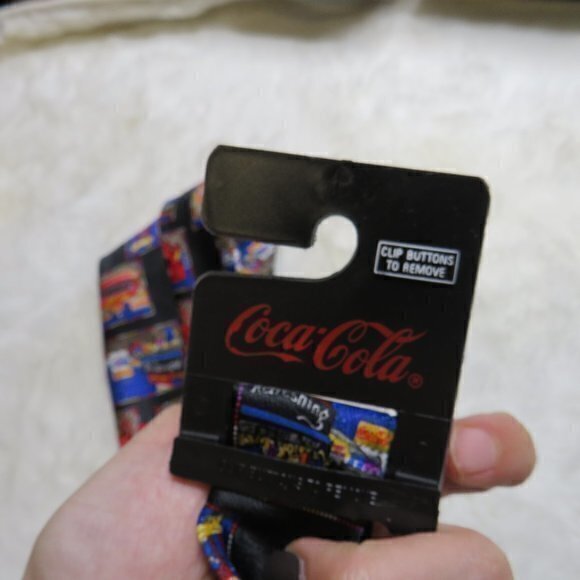 CLIP BUTTONS
TO REMOVE
Coca-Cola®
Refreshing